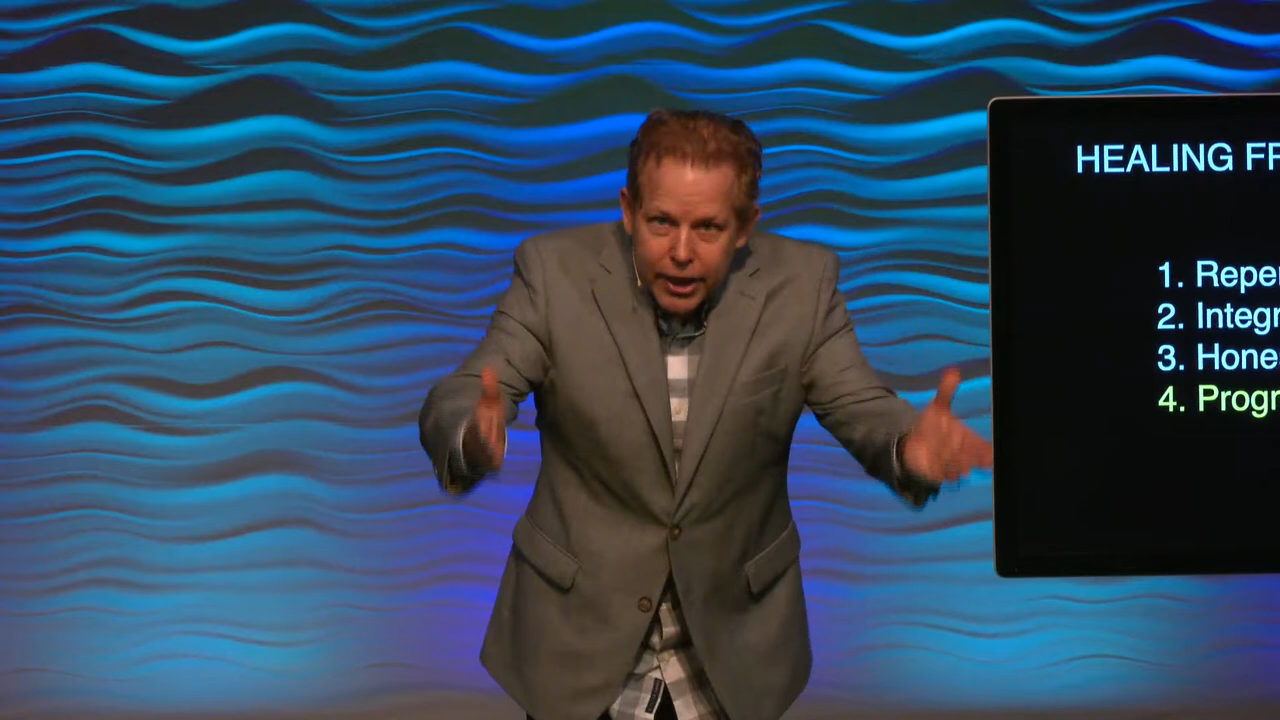 HEALING FR
1. Repe
2. Integr
3. Hone
4. Progr